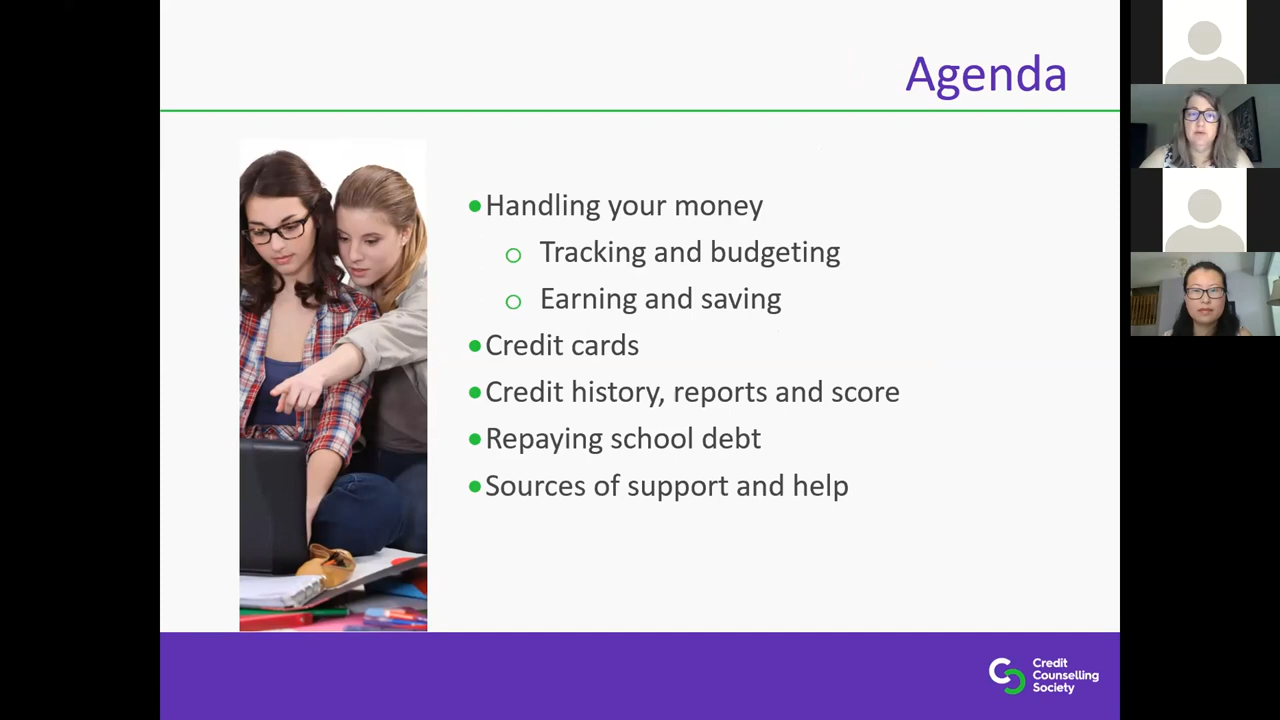 Agenda
Handling your money
Tracking and budgeting
Earning and saving
Credit cards
Credit history, reports and score
Repaying school debt
Sources of support and help
Credit
Counselling
Society